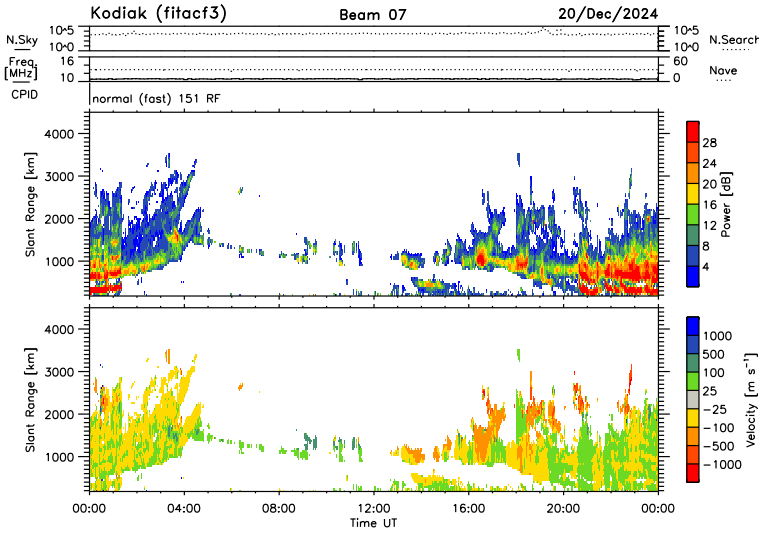 Kodiak (fitacf3) Beam 07 20/Dec/2024
N.Sky 10^5 10^0 10^5 10^0 N.Search
Freq. [MHz] 16 10 60 0 Nave
CPID normal (fast) 151 RF
Slant Range [km] 4000 3000 2000 1000
28 24 20 16 12 8 4 Power [dB]
Slant Range [km] 4000 3000 2000 1000
1000 500 100 25 −25 −100 −500 −1000 Velocity [m s⁻¹]
00:00 04:00 08:00 12:00 16:00 20:00 00:00
Time UT